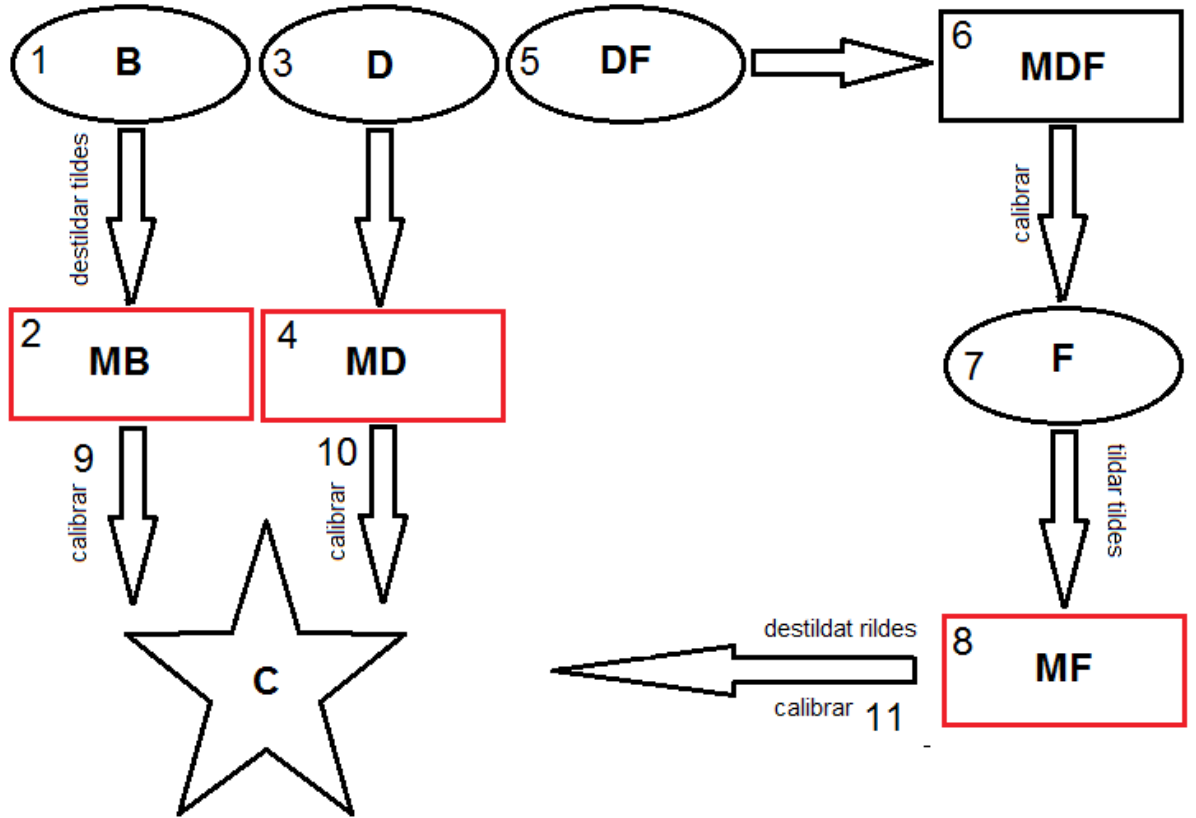 1 B
3 D
5 DF
6 MDF
destildar tildes
calibrar
2 MB
4 MD
7 F
9 calibrar
10 calibrar
tildar tildes
C
destildat rildes
calibrar 11
8 MF
-